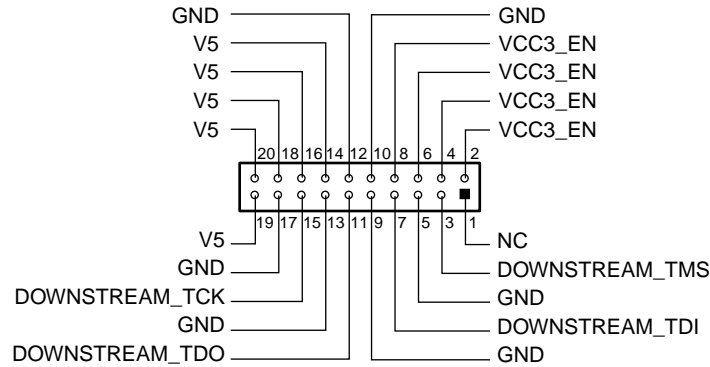 GND GND
V5 VCC3_EN
V5 VCC3_EN
V5 VCC3_EN
V5 VCC3_EN
20 18 16 14 12 10 8 6 4 2
19 17 15 13 11 9 7 5 3 1
V5 NC
GND DOWNSTREAM_TMS
DOWNSTREAM_TCK GND
GND DOWNSTREAM_TDI
DOWNSTREAM_TDO GND